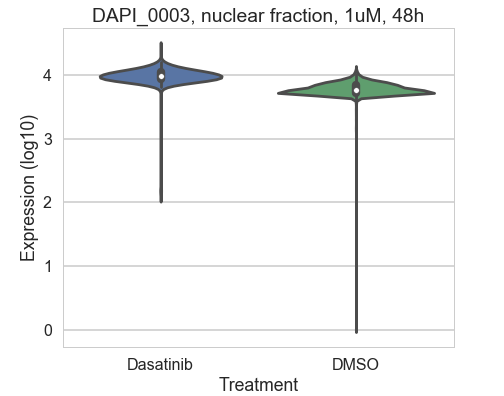 DAPI_0003, nuclear fraction, 1uM, 48h
4
3
2
1
0
Expression (log10)
Dasatinib
DMSO
Treatment